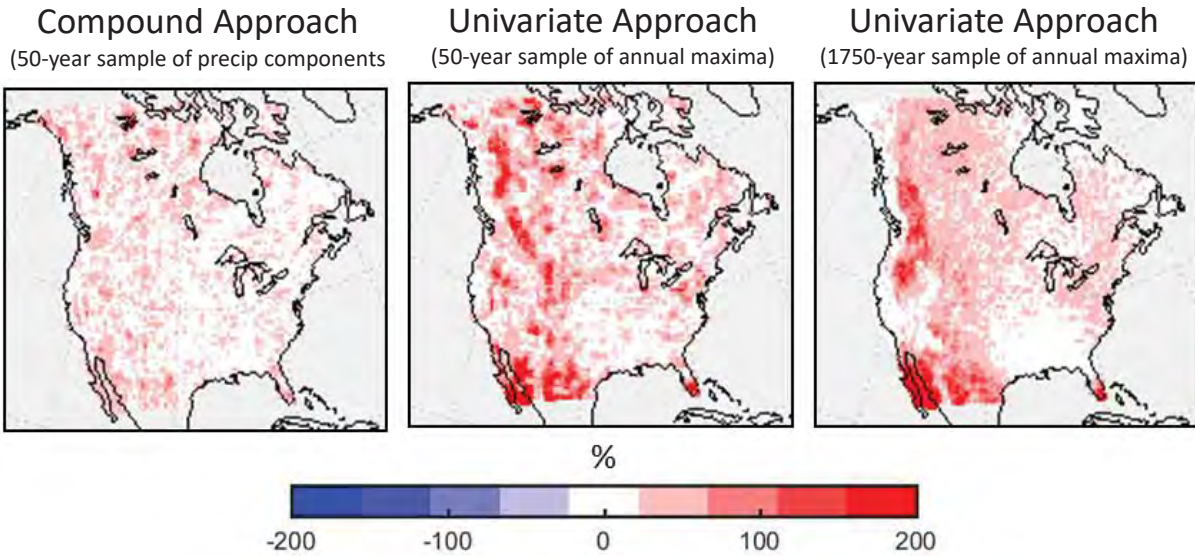 Compound Approach
(50-year sample of precip components
Univariate Approach
(50-year sample of annual maxima)
Univariate Approach
(1750-year sample of annual maxima)
%
-200 -100 0 100 200